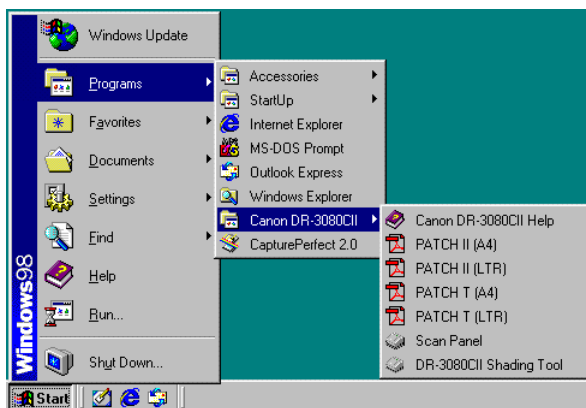 Windows Update
Programs
Favorites
Documents
Settings
Find
Help
Run...
Shut Down...
Windows98
Start
Accessories
StartUp
Internet Explorer
MS-DOS Prompt
Outlook Express
Windows Explorer
Canon DR-3080CII
CapturePerfect 2.0
Canon DR-3080CII Help
PATCH II (A4)
PATCH II (LTR)
PATCH T (A4)
PATCH T (LTR)
Scan Panel
DR-3080CII Shading Tool